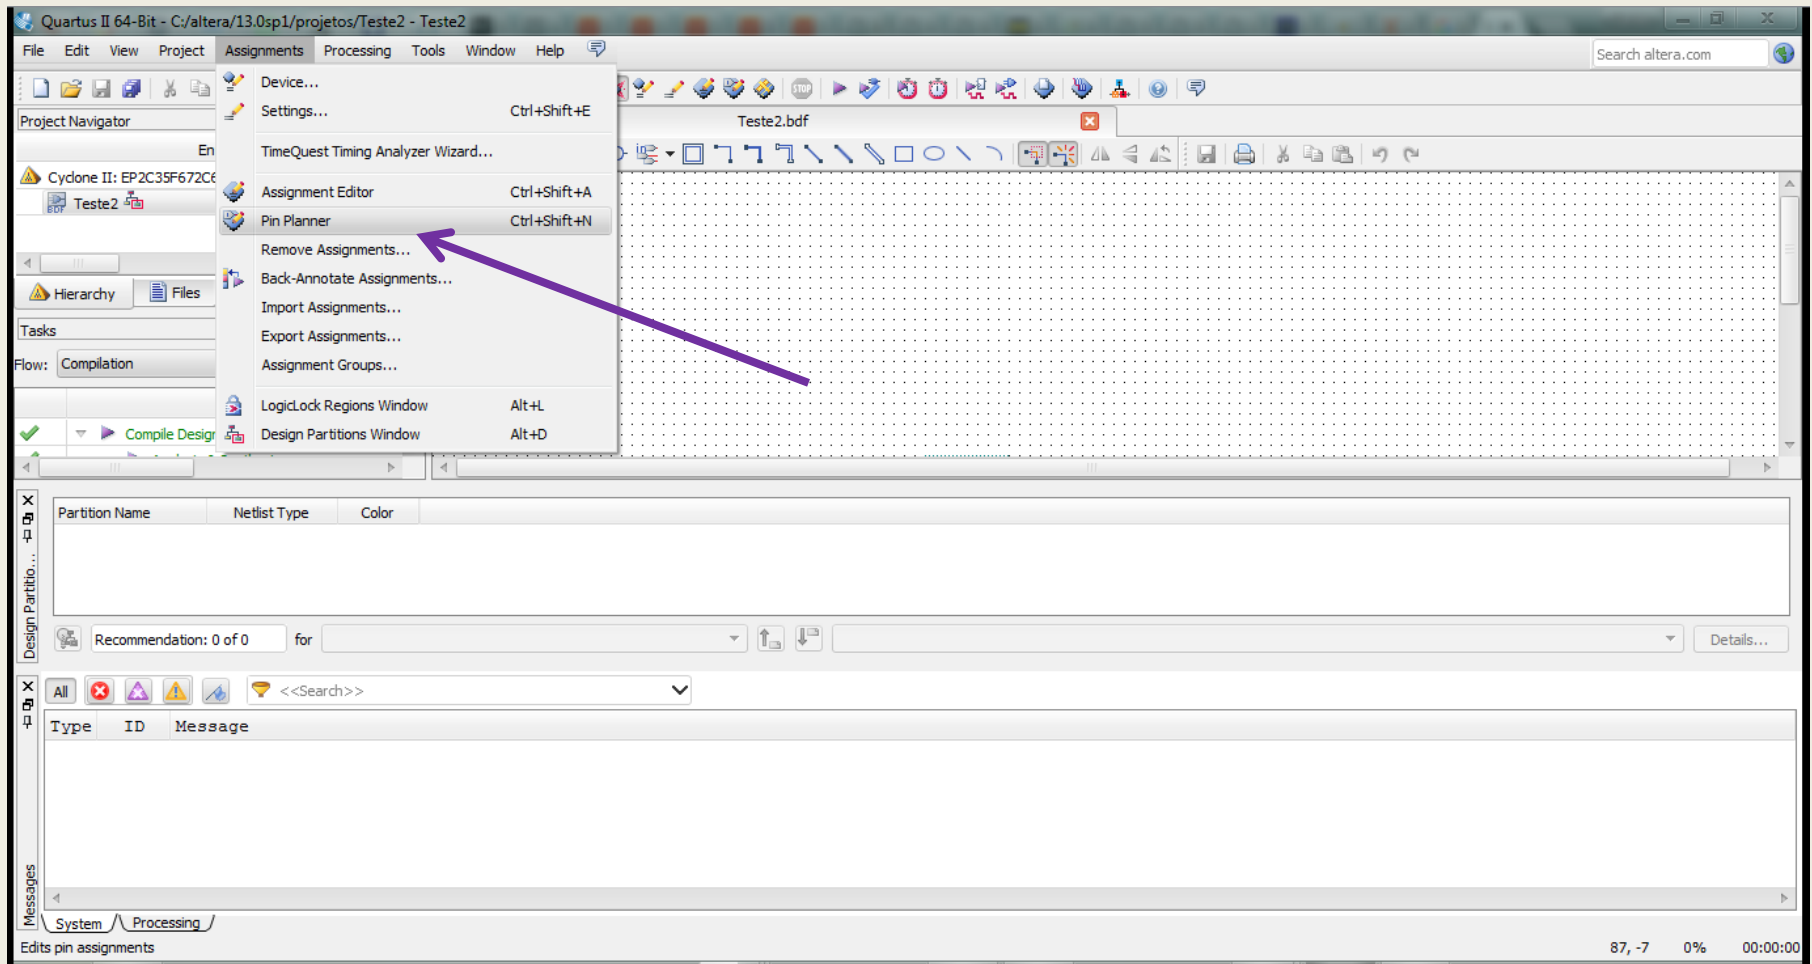 Quartus II 64-Bit - C:/altera/13.0sp1/projetos/Teste2 - Teste2
File Edit View Project Assignments Processing Tools Window Help
Search altera.com
Device...
Settings... Ctrl+Shift+E
TimeQuest Timing Analyzer Wizard...
Assignment Editor Ctrl+Shift+A
Pin Planner Ctrl+Shift+N
Remove Assignments...
Back-Annotate Assignments...
Import Assignments...
Export Assignments...
Assignment Groups...
LogicLock Regions Window Alt+L
Design Partitions Window Alt+D
STOP
Project Navigator
En
Cyclone II: EP2C35F672C6
BDF Teste2
Hierarchy Files
Tasks
Flow: Compilation
Compile Desigr
Teste2.bdf
Design Partitio...
Partition Name Netlist Type Color
Recommendation: 0 of 0 for Details...
All <<Search>>
Type ID Message
Messages
System Processing
Edits pin assignments 87, -7 0% 00:00:00